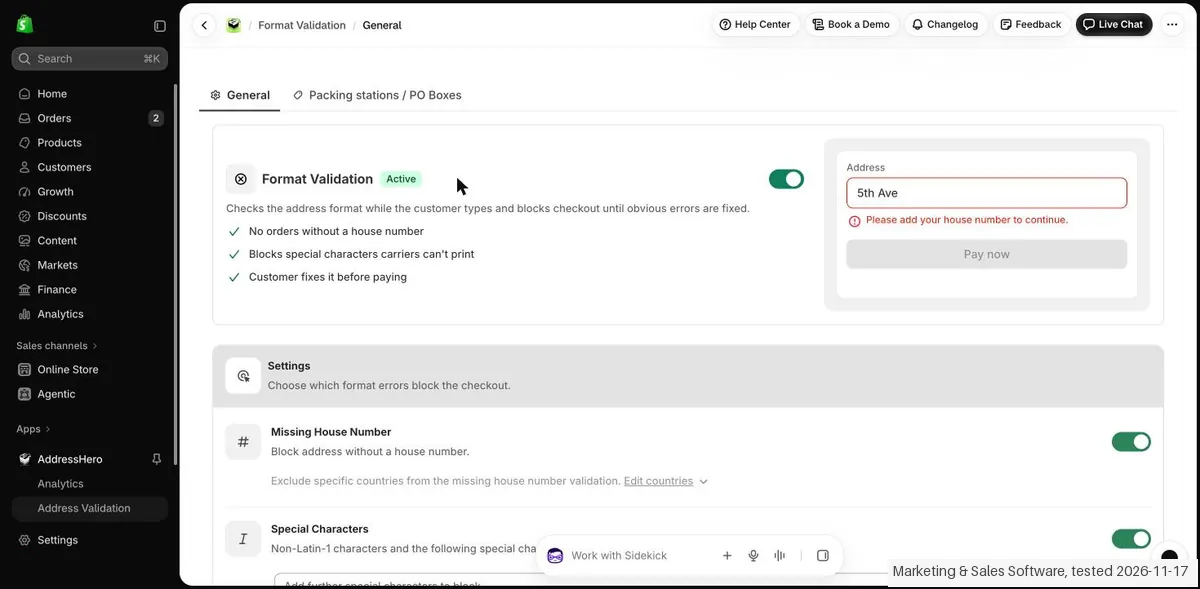 Search ⌘K
Home
Orders 2
Products
Customers
Growth
Discounts
Content
Markets
Finance
Analytics
Sales channels
Online Store
Agentic
Apps
AddressHero
Analytics
Address Validation
Settings
/ Format Validation / General
Help Center
Book a Demo
Changelog
Feedback
Live Chat
General
Packing stations / PO Boxes
Format Validation Active
Checks the address format while the customer types and blocks checkout until obvious errors are fixed.
No orders without a house number
Blocks special characters carriers can't print
Customer fixes it before paying
Address
5th Ave
Please add your house number to continue.
Pay now
Settings
Choose which format errors block the checkout.
# Missing House Number
Block address without a house number.
Exclude specific countries from the missing house number validation. Edit countries
Special Characters
Non-Latin-1 characters and the following special cha
Add further special characters to block
Work with Sidekick
Marketing & Sales Software, tested 2026-11-17